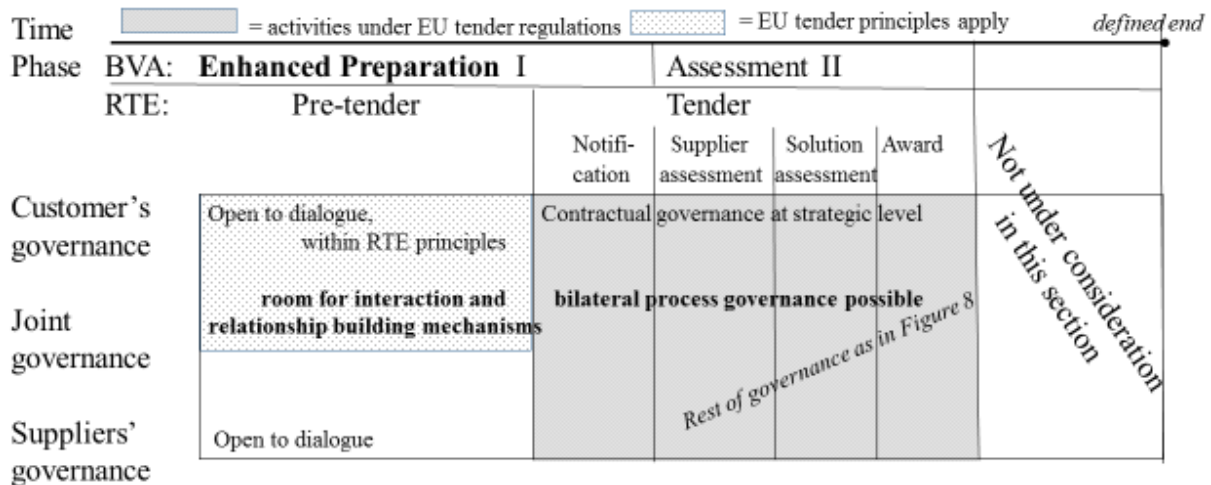 Time = activities under EU tender regulations = EU tender principles apply defined end
Phase BVA: Enhanced Preparation I Assessment II
RTE: Pre-tender Tender
Notifi- Supplier Solution Award
cation assessment assessment
Customer's
governance
Open to dialogue,
within RTE principles
Contractual governance at strategic level
Joint
governance
room for interaction and
relationship building mechanisms
bilateral process governance possible
Rest of governance as in Figure 8
Suppliers'
governance
Open to dialogue
Not under consideration
in this section